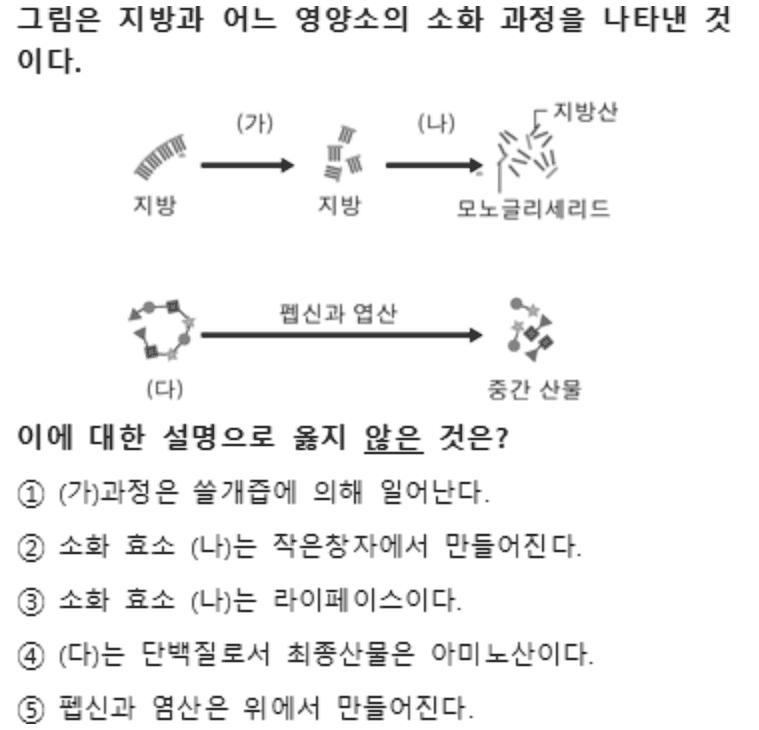 그림은 지방과 어느 영양소의 소화 과정을 나타낸 것
이다.
(가) (나) 지방산
지방 지방 모노글리세리드
펩신과 엽산
(다) 중간 산물
이에 대한 설명으로 옳지 않은 것은?
① (가)과정은 쓸개즙에 의해 일어난다.
② 소화 효소 (나)는 작은창자에서 만들어진다.
③ 소화 효소 (나)는 라이페이스이다.
④ (다)는 단백질로서 최종산물은 아미노산이다.
⑤ 펩신과 염산은 위에서 만들어진다.